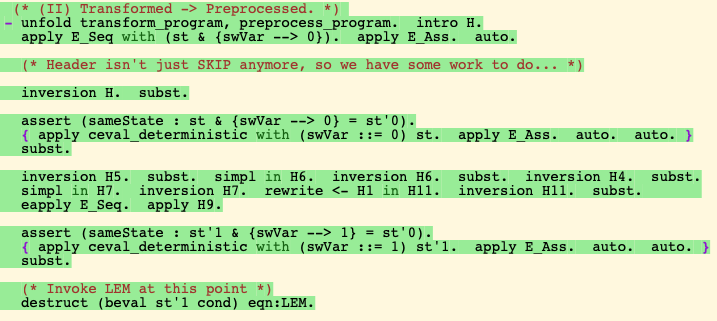 (* (II) Transformed -> Preprocessed. *)
- unfold transform_program, preprocess_program. intro H.
apply E_Seq with (st & {swVar --> 0}). apply E_Ass. auto.
(* Header isn't just SKIP anymore, so we have some work to do... *)
inversion H. subst.
assert (sameState : st & {swVar --> 0} = st'0).
{ apply ceval_deterministic with (swVar ::= 0) st. apply E_Ass. auto. auto. }
subst.
inversion H5. subst. simpl in H6. inversion H6. subst. inversion H4. subst.
simpl in H7. inversion H7. rewrite <- H1 in H11. inversion H11. subst.
eapply E_Seq. apply H9.
assert (sameState : st'1 & {swVar --> 1} = st'0).
{ apply ceval_deterministic with (swVar ::= 1) st'1. apply E_Ass. auto. auto. }
subst.
(* Invoke LEM at this point *)
destruct (beval st'1 cond) eqn:LEM.